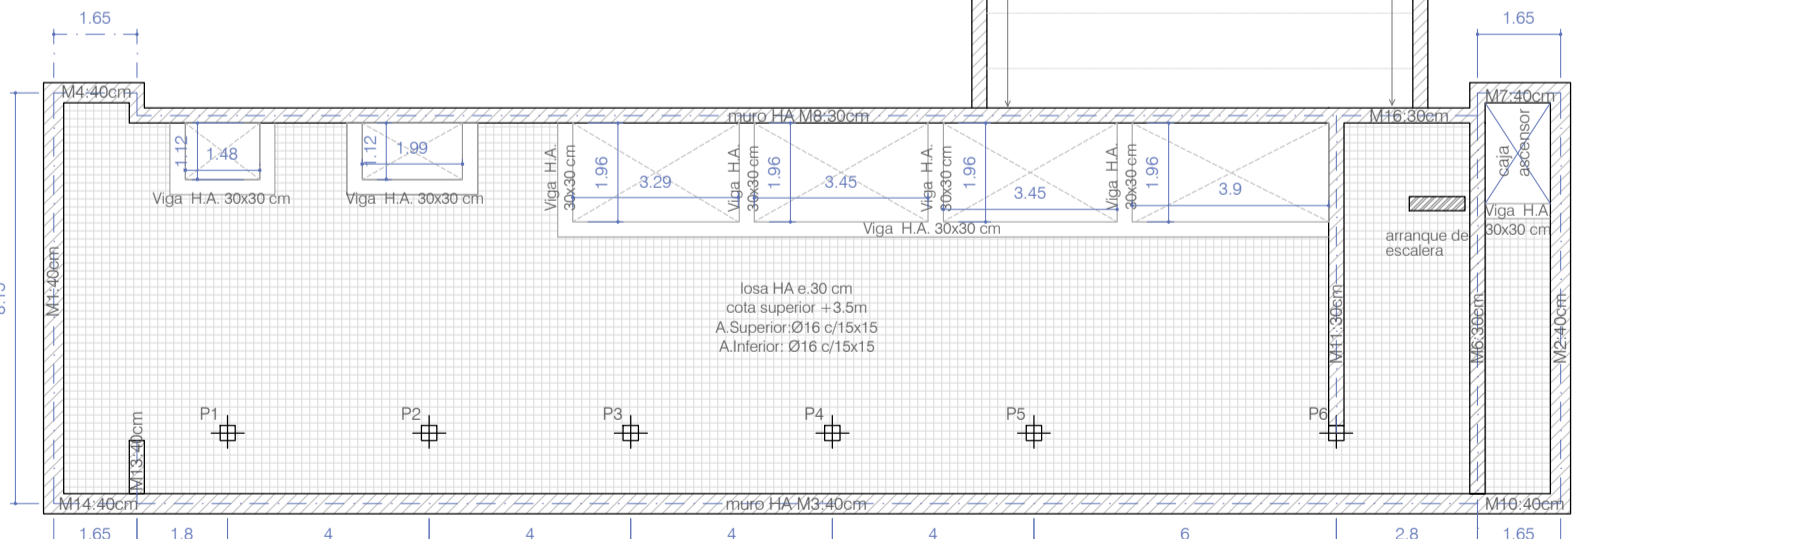 1.65
1.65
M4:40cm
M7:40cm
muro HA M8:30cm
M16:30cm
caja
ascensor
1.12
1.48
1.12
1.99
Viga H.A.
30x30 cm
1.96
3.29
Viga H.A.
30x30 cm
1.96
3.45
Viga H.A.
30x30 cm
1.96
3.45
Viga H.A.
30x30 cm
1.96
3.9
Viga H.A. 30x30 cm
Viga H.A. 30x30 cm
Viga H.A. 30x30 cm
Viga H.A.
30x30 cm
arranque de
escalera
M1:40cm
losa HA e.30 cm
cota superior +3.5m
A.Superior:Ø16 c/15x15
A.Inferior: Ø16 c/15x15
M11:30cm
M6:30cm
M2:40cm
P1
P2
P3
P4
P5
P6
M13:40cm
M14:40cm
muro HA M3:40cm
M10:40cm
1.65
1.8
4
4
4
4
6
2.8
1.65